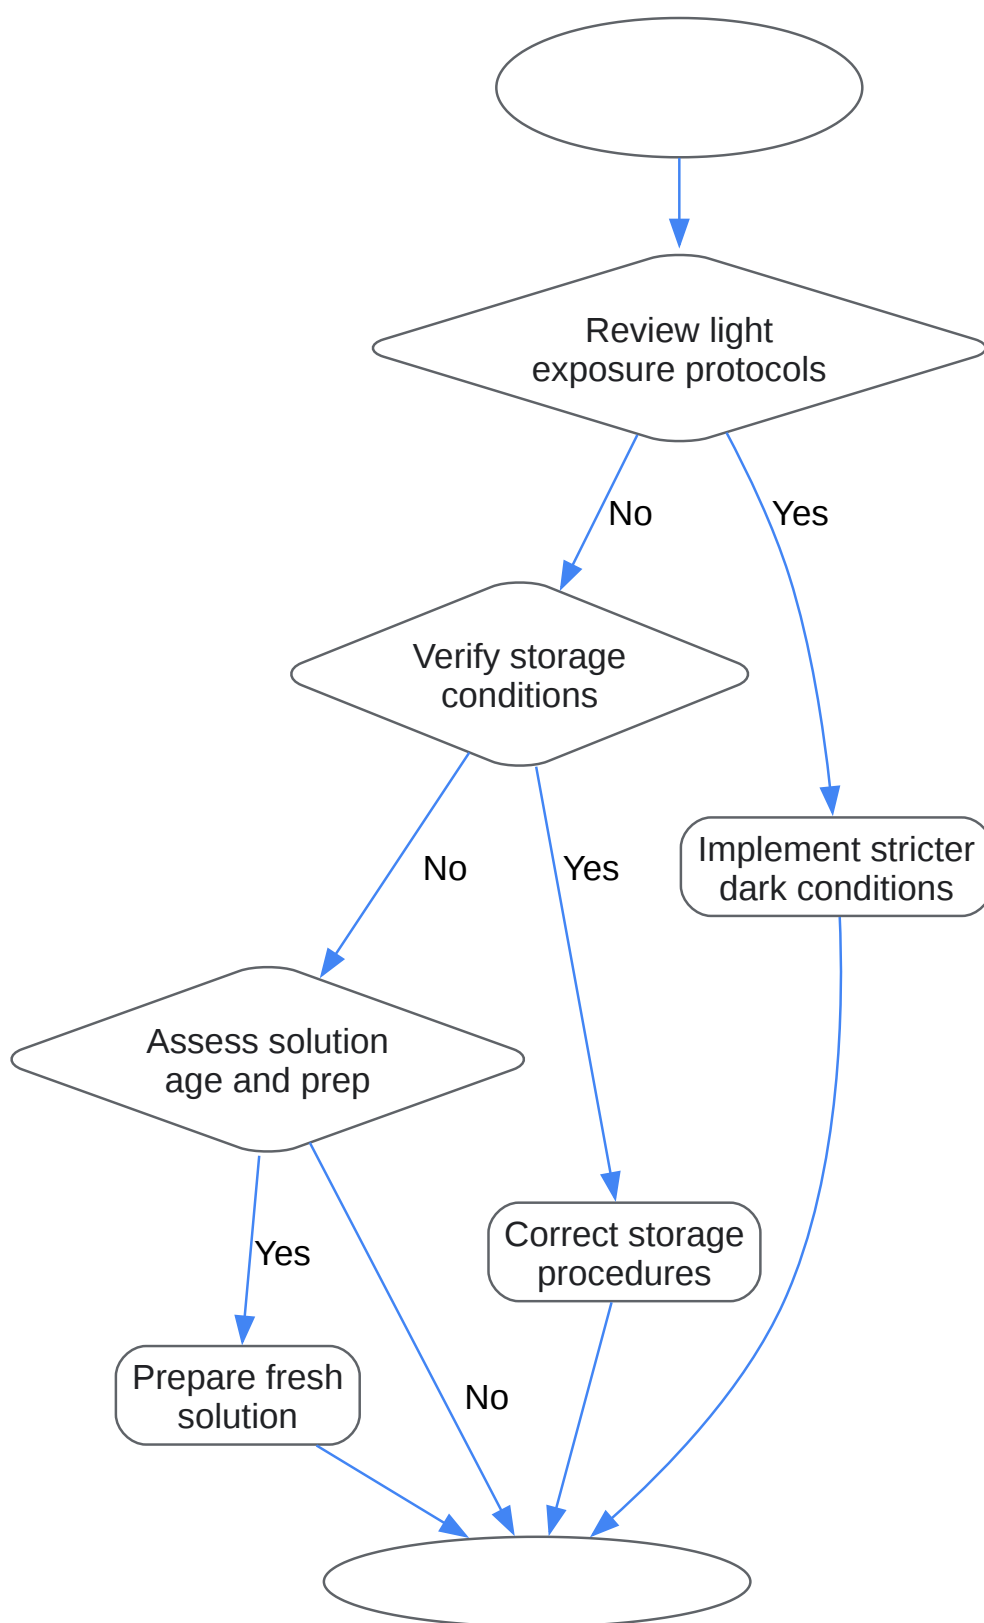 Review light
exposure protocols
No
Yes
Verify storage
conditions
No
Yes
Implement stricter
dark conditions
Assess solution
age and prep
Yes
Correct storage
procedures
Prepare fresh
solution
No